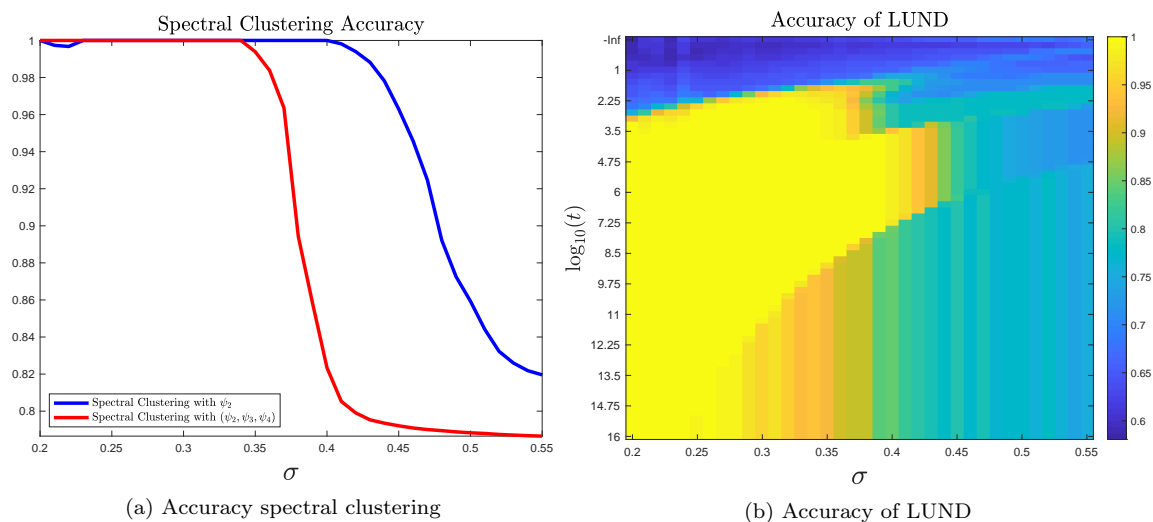 Spectral Clustering Accuracy
1
0.98
0.96
0.94
0.92
0.9
0.88
0.86
0.84
0.82
0.8
Spectral Clustering with ψ₂
Spectral Clustering with (ψ₂, ψ₃, ψ₄)
0.2 0.25 0.3 0.35 0.4 0.45 0.5 0.55
σ
(a) Accuracy spectral clustering
Accuracy of LUND
log₁₀(t)
-Inf
1
2.25
3.5
4.75
6
7.25
8.5
9.75
11
12.25
13.5
14.75
16
0.2 0.25 0.3 0.35 0.4 0.45 0.5 0.55
σ
1
0.95
0.9
0.85
0.8
0.75
0.7
0.65
0.6
(b) Accuracy of LUND